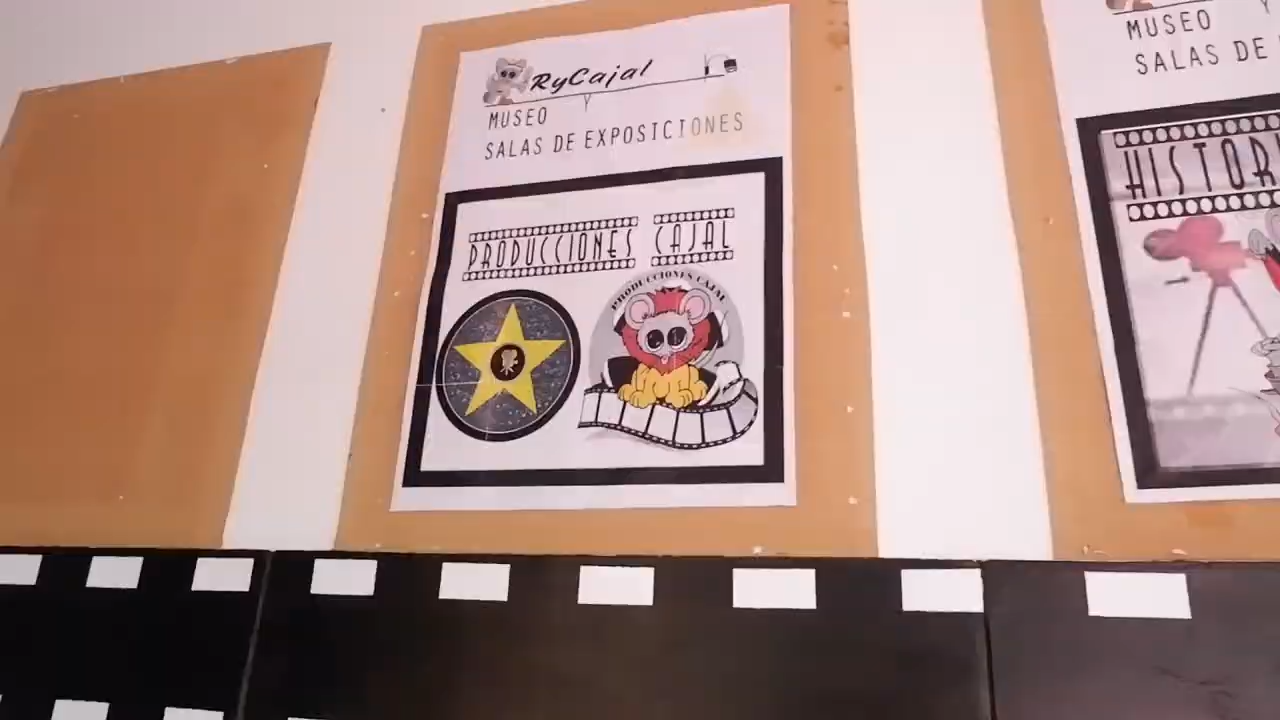 RyCajal
Y
MUSEO
SALAS DE EXPOSICIONES
PRODUCCIONES CAJAL
PRODUCCIONES CAJAL
MUSEO Y
SALAS DE
HISTOR